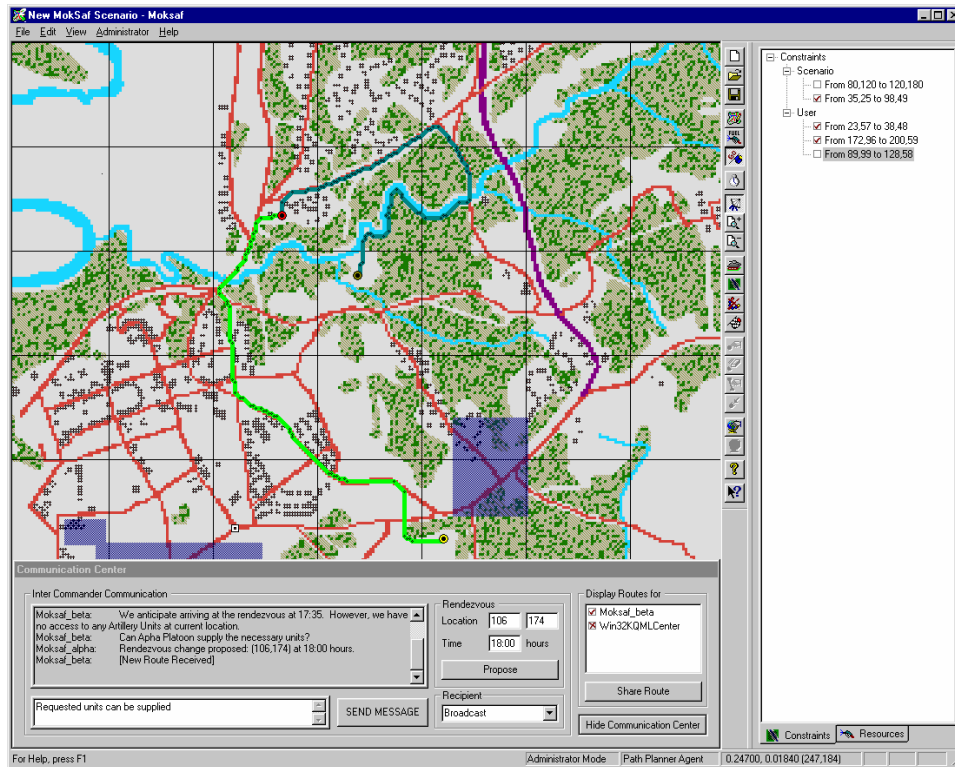 New MokSaf Scenario - Moksaf
File Edit View Administrator Help
FUEL
Constraints
Scenario
From 80,120 to 120,180
From 35,25 to 98,49
User
From 23,57 to 38,48
From 172,96 to 200,59
From 89,99 to 128,58
Communication Center
Inter Commander Communication
Moksaf_beta: We anticipate arriving at the rendezvous at 17:35. However, we have
no access to any Artillery Units at current location.
Moksaf_beta: Can Apha Platoon supply the necessary units?
Moksaf_alpha: Rendezvous change proposed: (106,174) at 18:00 hours.
Moksaf_beta: [New Route Received]
Requested units can be supplied
SEND MESSAGE
Rendezvous
Location 106 174
Time 18:00 hours
Propose
Recipient
Broadcast
Display Routes for
Moksaf_beta
Win32KQMLCenter
Share Route
Hide Communication Center
Constraints Resources
For Help, press F1
Administrator Mode Path Planner Agent 0.24700, 0.01840 (247,184)